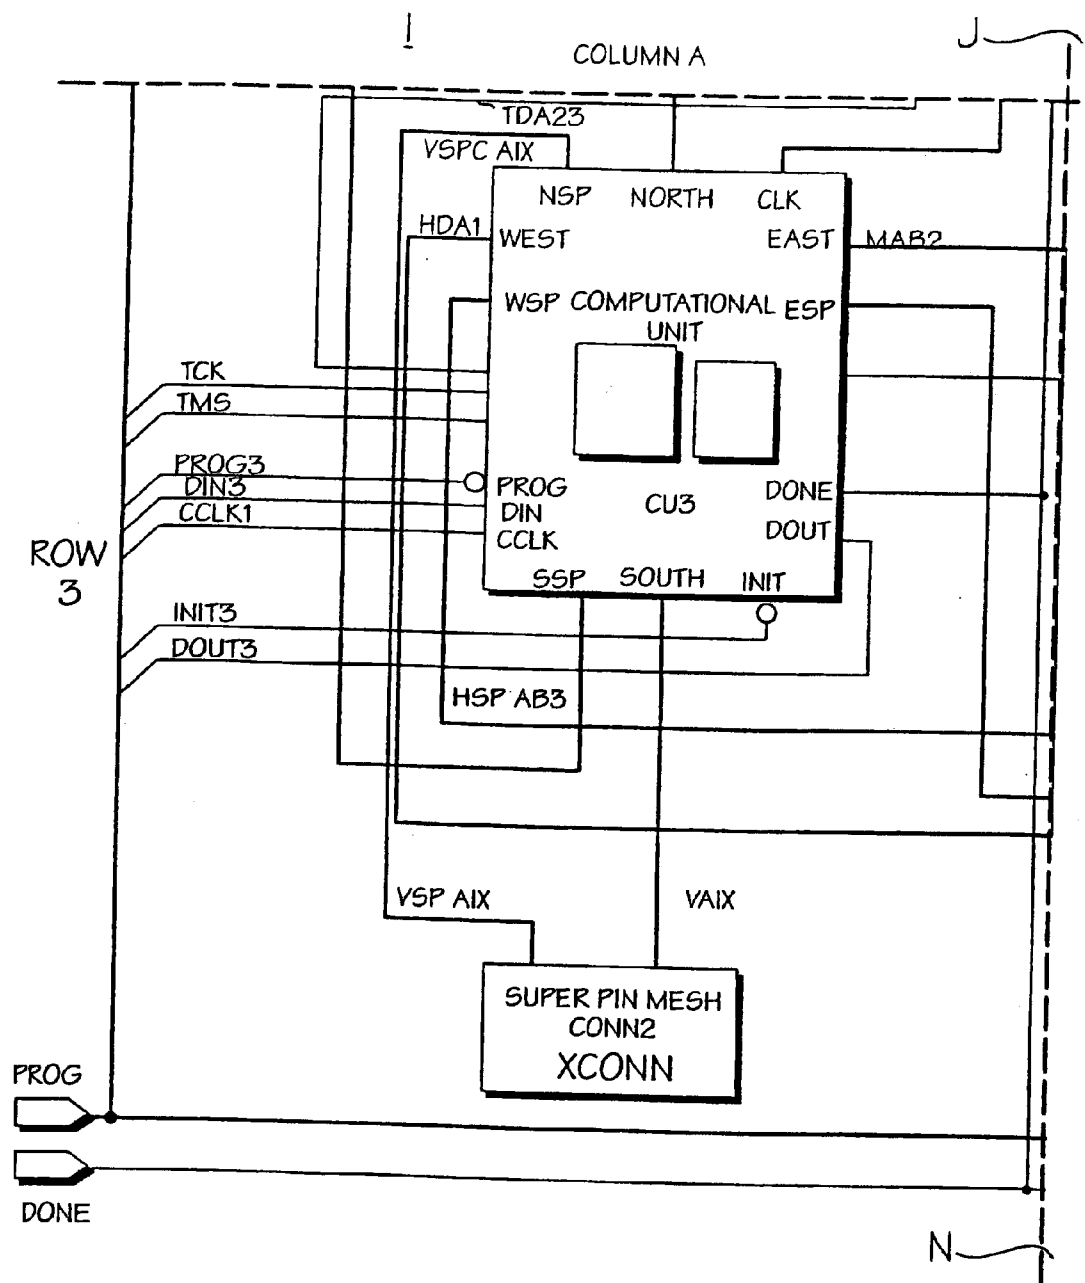 I
J
COLUMN A
TDA23
VSPC AIX
NSP NORTH CLK
HDA1
WEST
EAST
MAB2
WSP
COMPUTATIONAL
UNIT
ESP
TCK
TMS
PROG3
DIN3
CCLK1
PROG
DIN
CCLK
DONE
DOUT
CU3
ROW
3
SSP SOUTH INIT
INIT3
DOUT3
HSP AB3
VSP AIX
VAIX
SUPER PIN MESH
CONN2
XCONN
PROG
DONE
N